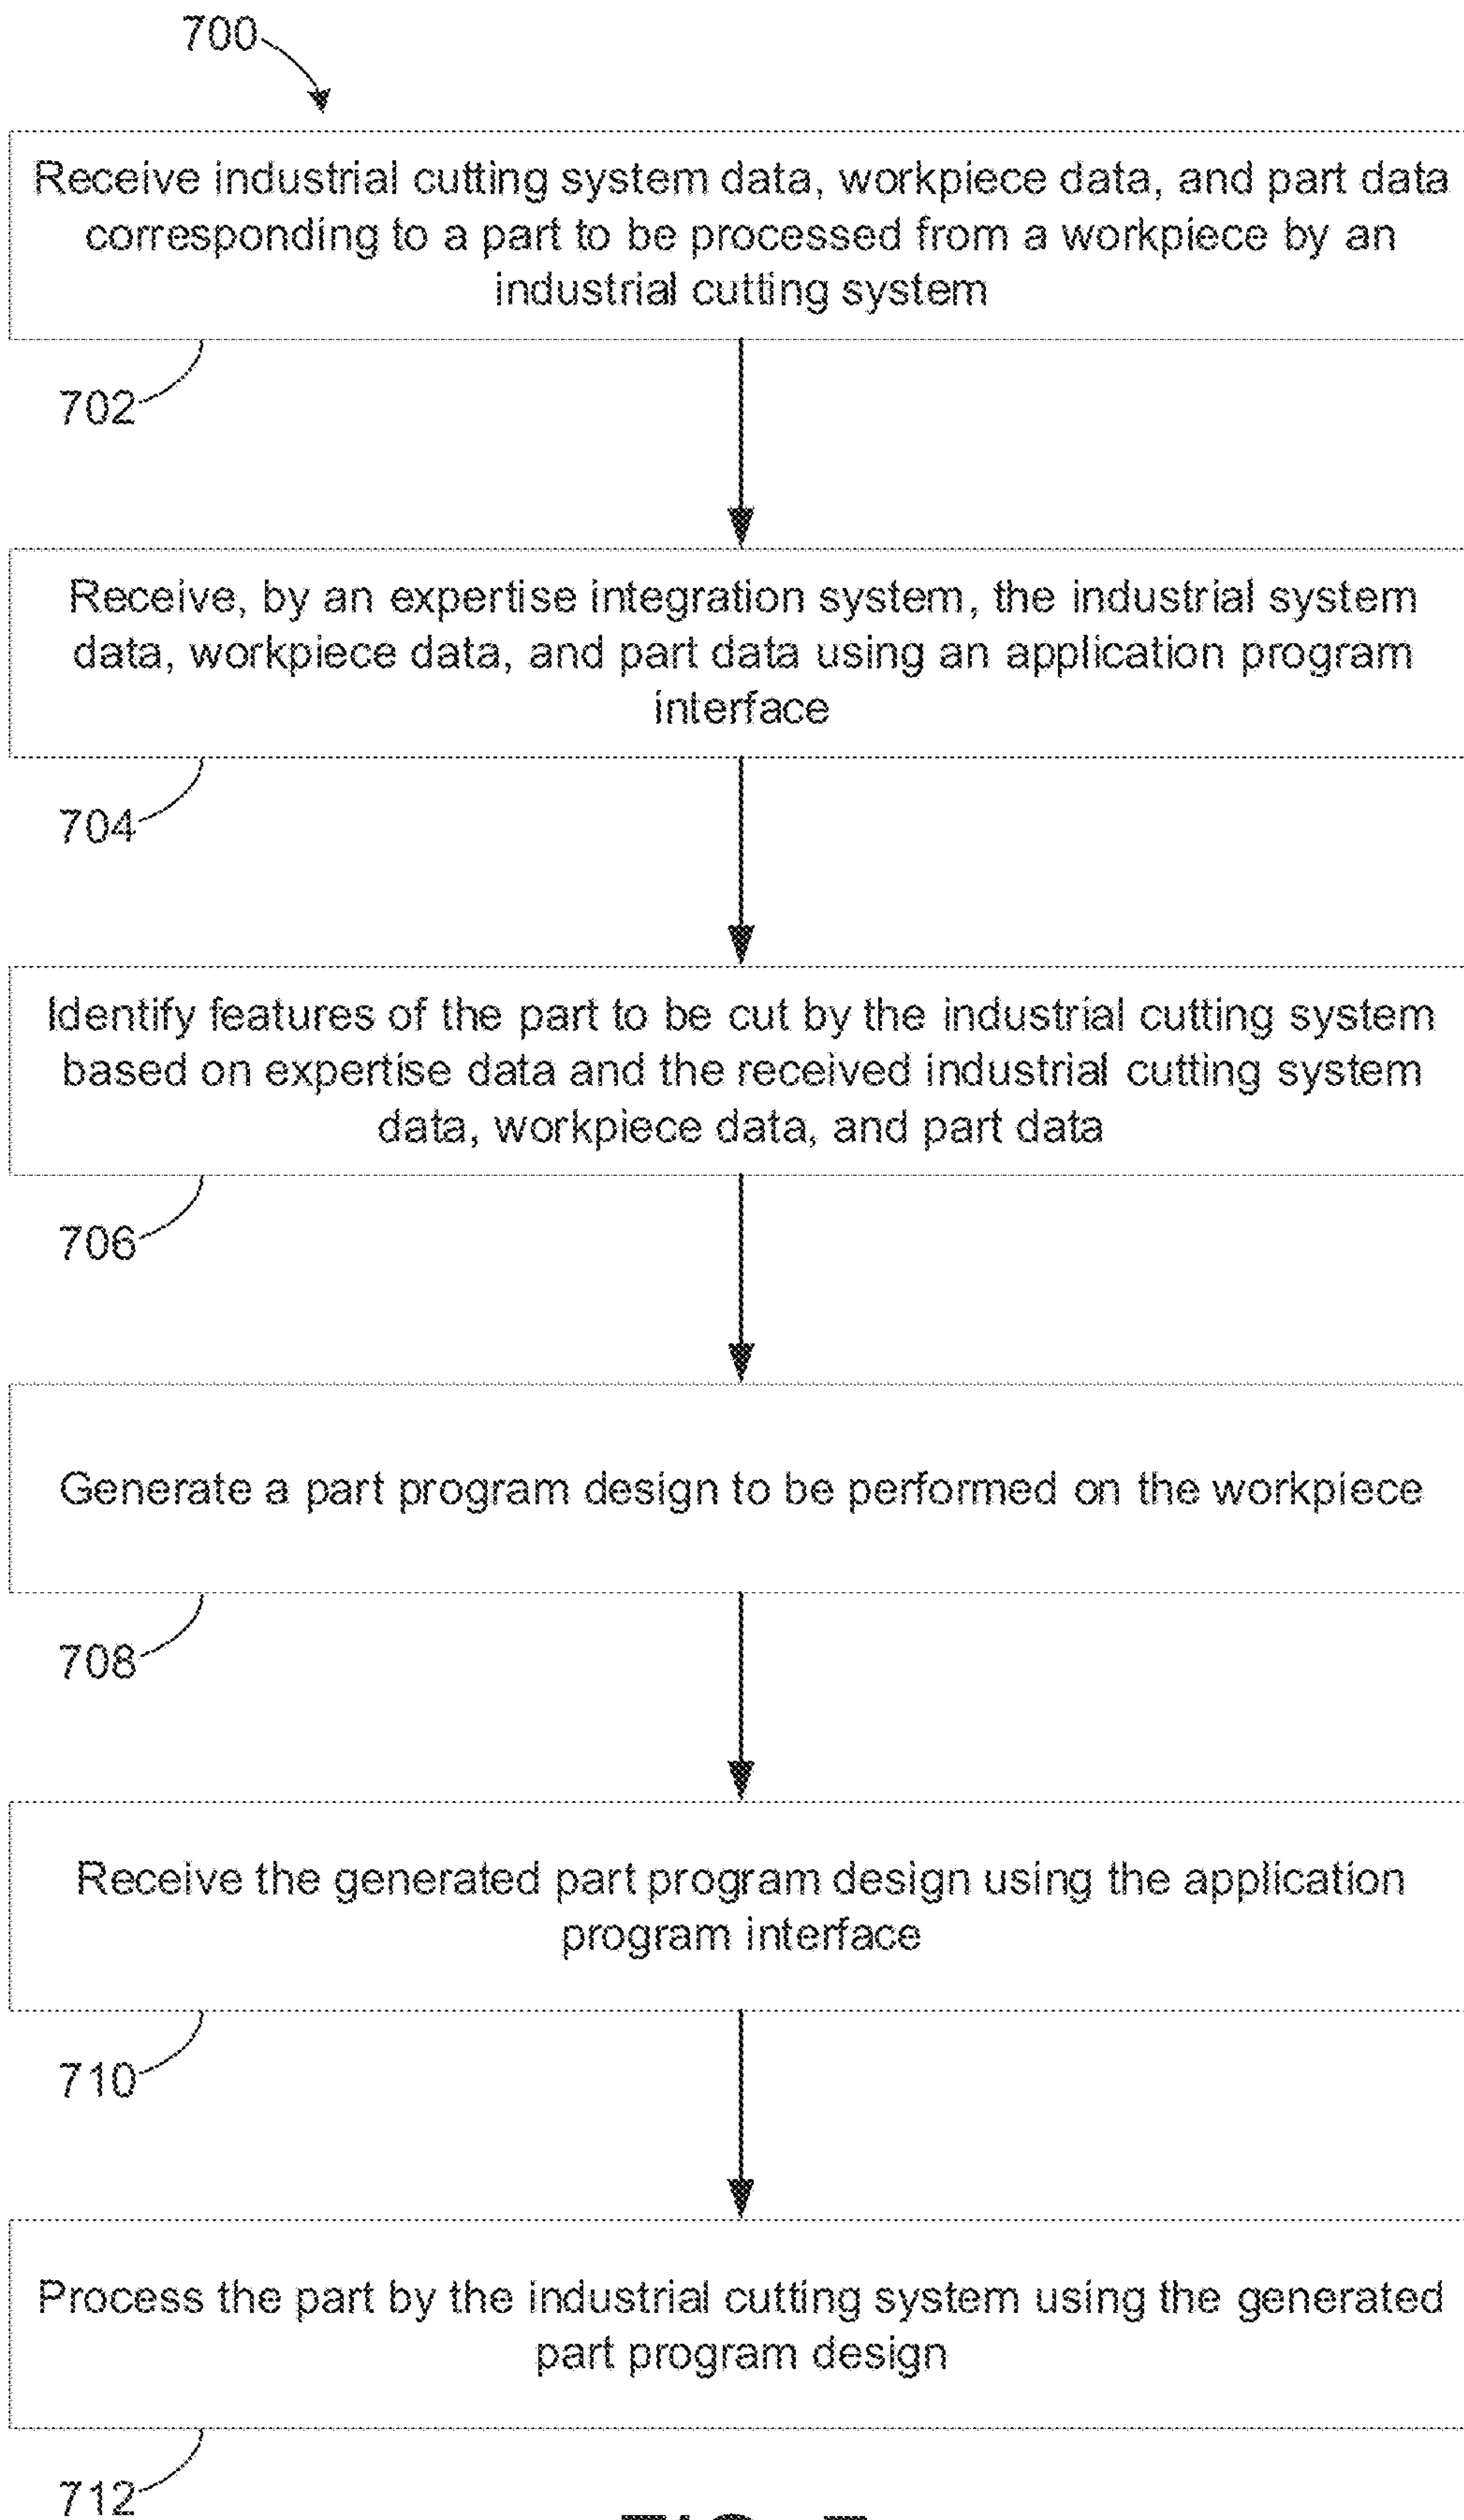 700
Receive industrial cutting system data, workpiece data, and part data
corresponding to a part to be processed from a workpiece by an
industrial cutting system
702
Receive, by an expertise integration system, the industrial system
data, workpiece data, and part data using an application program
interface
704
Identify features of the part to be cut by the industrial cutting system
based on expertise data and the received industrial cutting system
data, workpiece data, and part data
706
Generate a part program design to be performed on the workpiece
708
Receive the generated part program design using the application
program interface
710
Process the part by the industrial cutting system using the generated
part program design
712